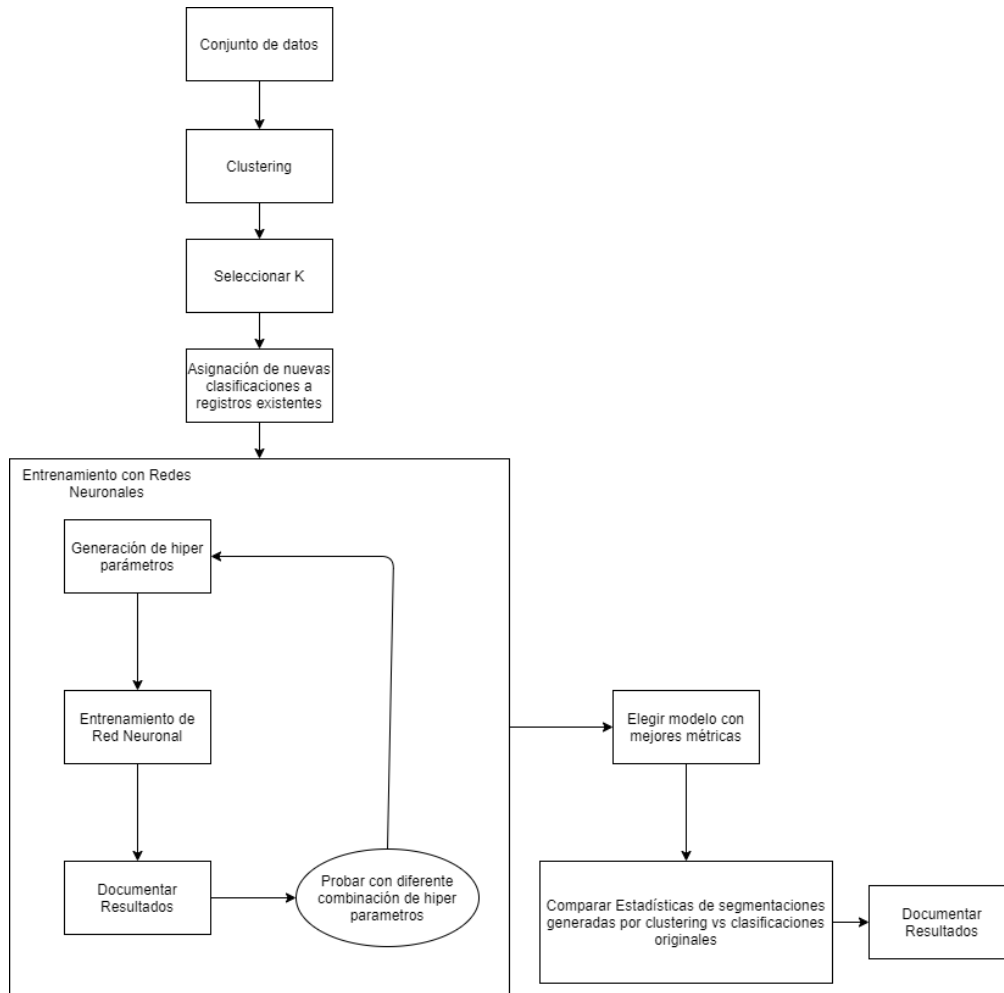 Conjunto de datos
Clustering
Seleccionar K
Asignación de nuevas
clasificaciones a
registros existentes
Entrenamiento con Redes
Neuronales
Generación de hiper
parámetros
Entrenamiento de
Red Neuronal
Documentar
Resultados
Probar con diferente
combinación de hiper
parametros
Elegir modelo con
mejores métricas
Comparar Estadísticas de segmentaciones
generadas por clustering vs clasificaciones
originales
Documentar
Resultados